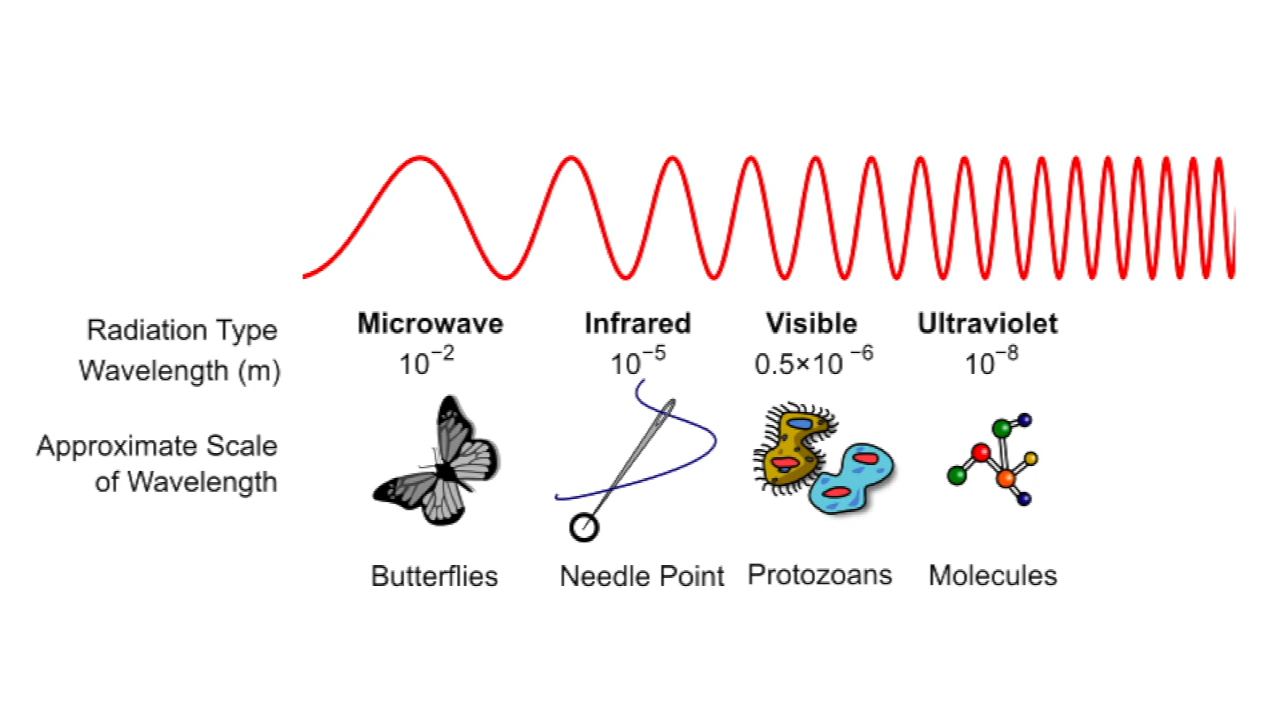 Radiation Type Microwave Infrared Visible Ultraviolet
Wavelength (m) 10⁻² 10⁻⁵ 0.5×10⁻⁶ 10⁻⁸
Approximate Scale
of Wavelength
Butterflies Needle Point Protozoans Molecules